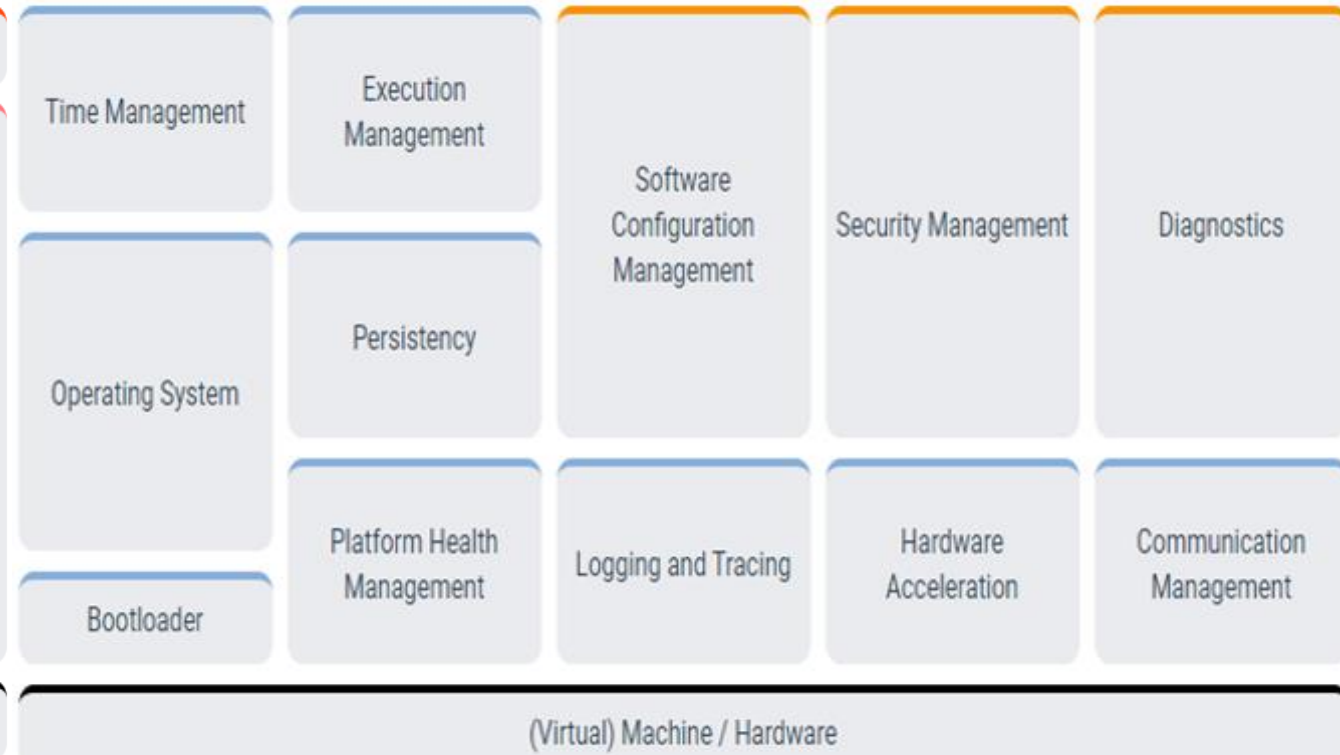 Time Management
Execution
Management
Software
Configuration
Management
Security Management
Diagnostics
Operating System
Persistency
Bootloader
Platform Health
Management
Logging and Tracing
Hardware
Acceleration
Communication
Management
(Virtual) Machine / Hardware